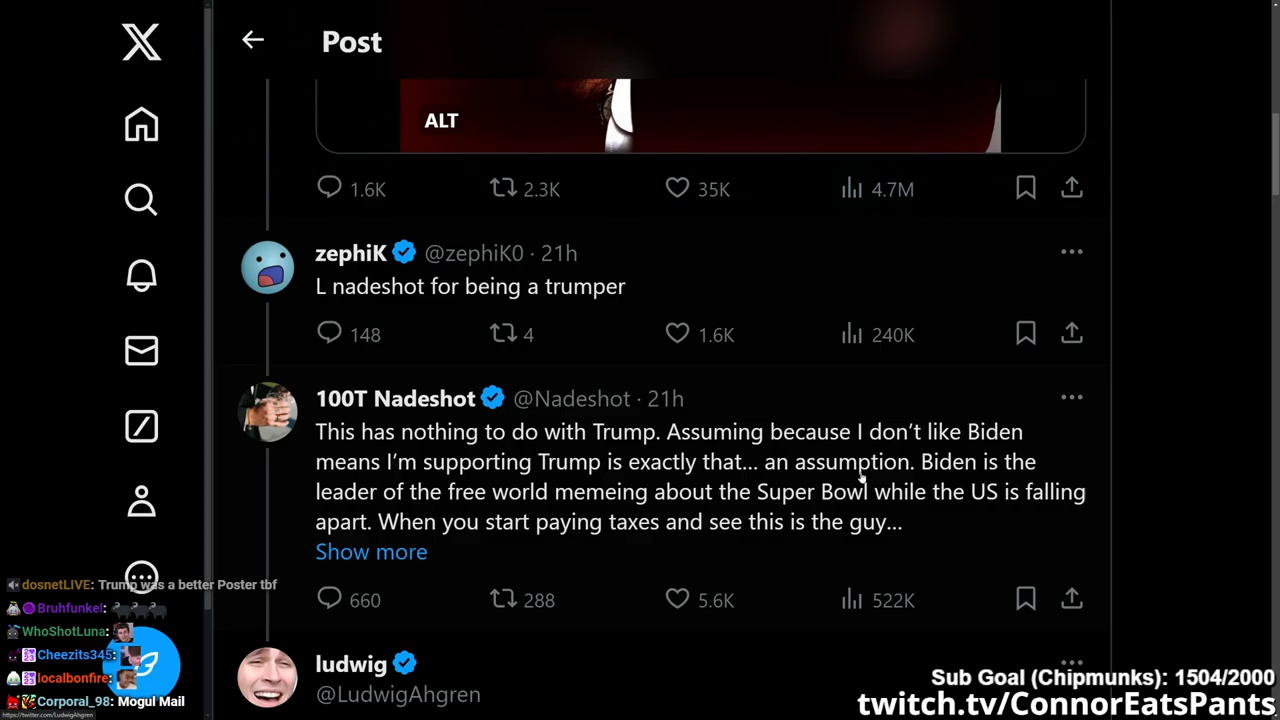 Post
ALT
1.6K 2.3K 35K 4.7M
zephiK @zephiK0 · 21h
L nadeshot for being a trumper
148 4 1.6K 240K
100T Nadeshot @Nadeshot · 21h
This has nothing to do with Trump. Assuming because I don’t like Biden
means I’m supporting Trump is exactly that... an assumption. Biden is the
leader of the free world memeing about the Super Bowl while the US is falling
apart. When you start paying taxes and see this is the guy...
Show more
660 288 5.6K 522K
ludwig
@LudwigAhgren
dosnetLIVE: Trump was a better Poster tbf
Bruhfunkel:
WhoShotLuna:
Cheezits345:
localbonfire:
Corporal_98: Mogul Mail
https://twitter.com/LudwigAhgren
Sub Goal (Chipmunks): 1504/2000
twitch.tv/ConnorEatsPants